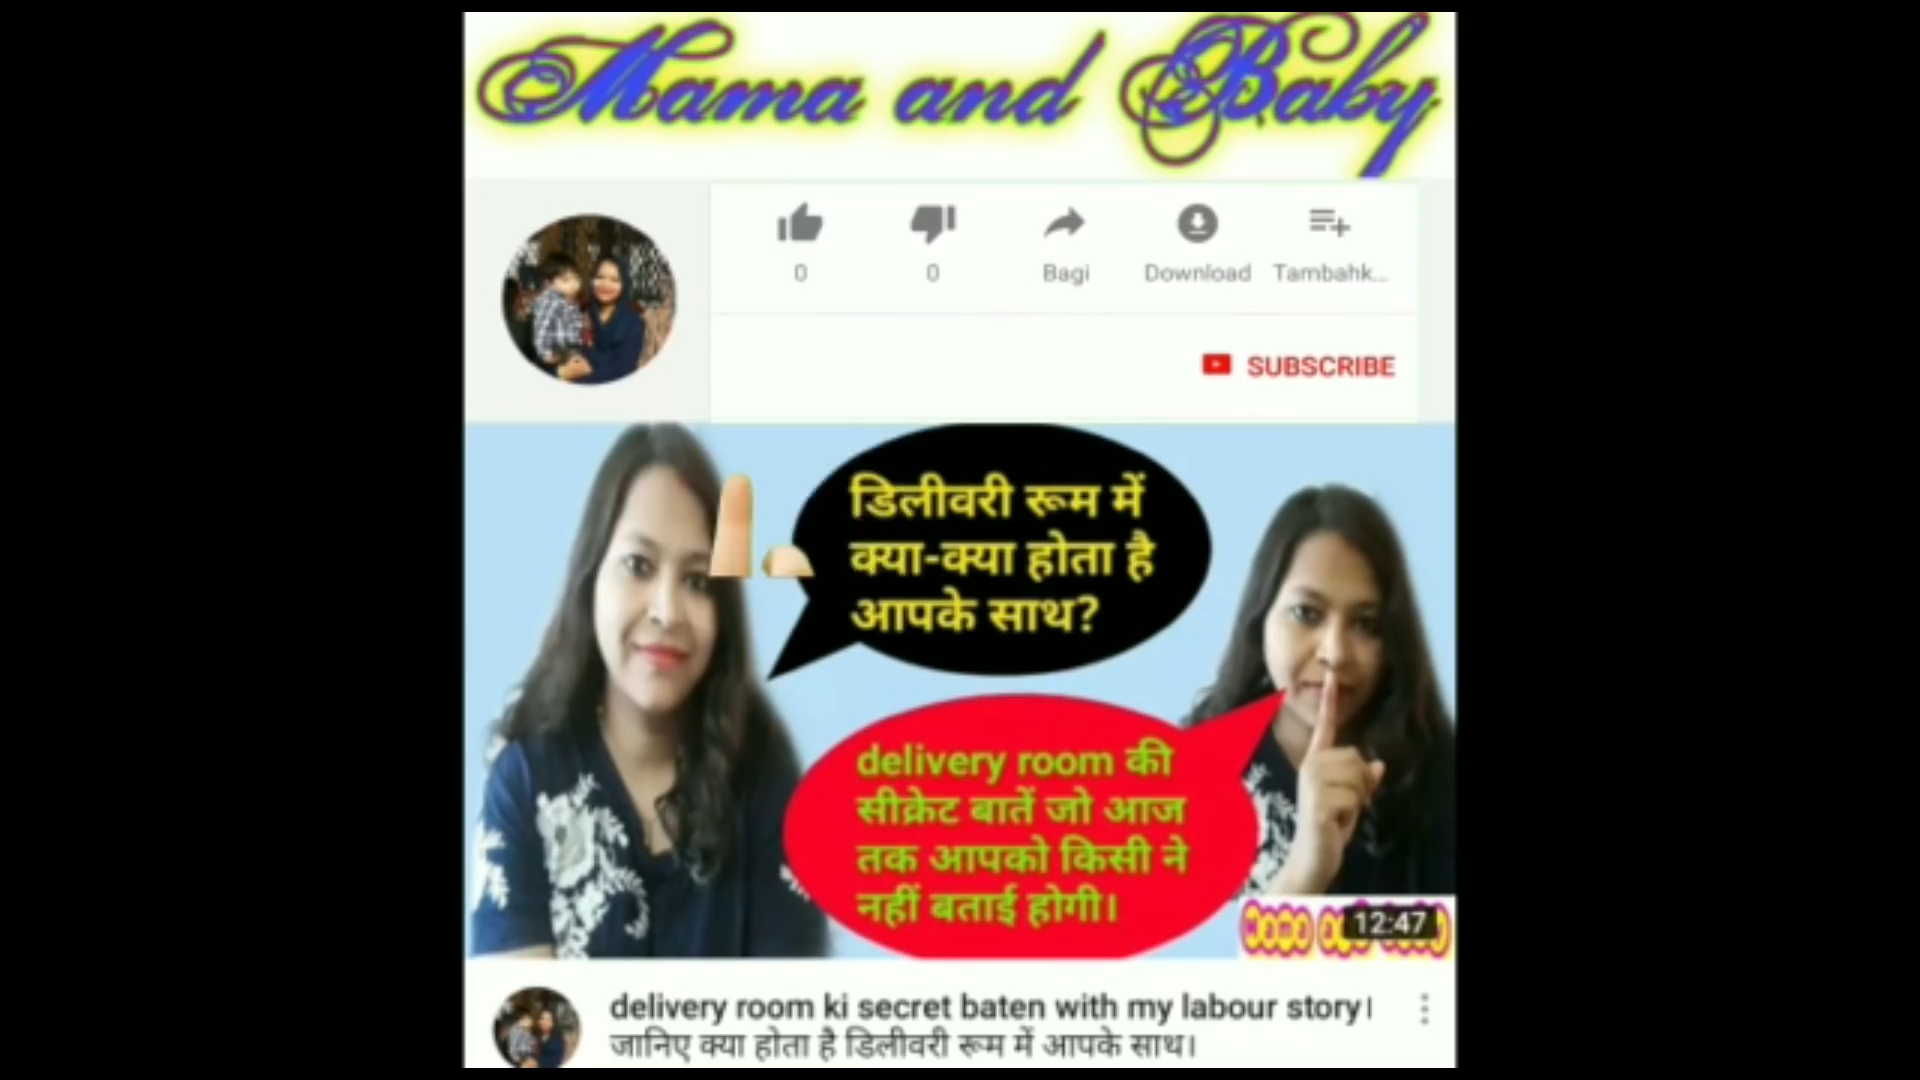 Mama and Baby
0 0 Bagi Download Tambahk...
SUBSCRIBE
डिलीवरी रूम में
क्या-क्या होता है
आपके साथ?
delivery room की
सीक्रेट बातें जो आज
तक आपको किसी ने
नहीं बताई होगी।
Mama
12:47
delivery room ki secret baten with my labour story।
जानिए क्या होता है डिलीवरी रूम में आपके साथ।